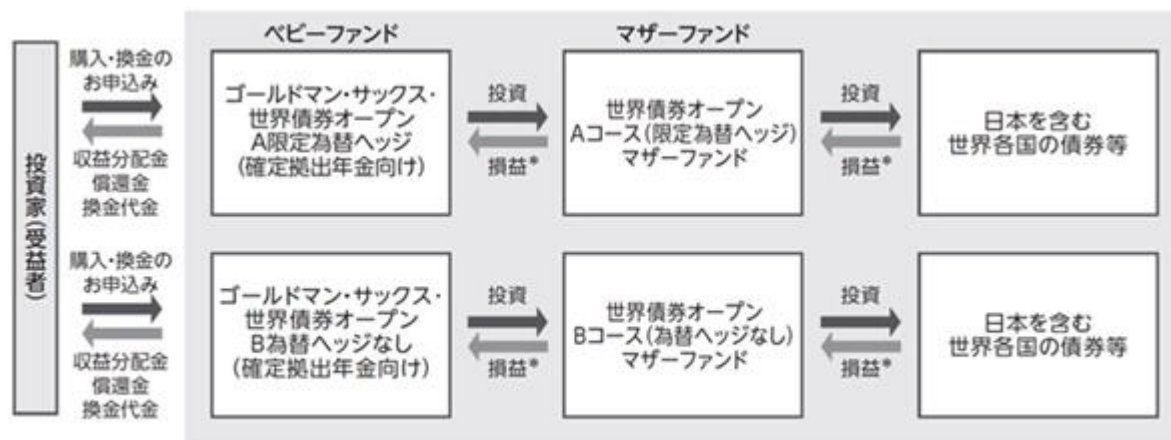 ベビーファンド
マザーファンド
投資家(受益者)
購入・換金の
お申込み
収益分配金
償還金
換金代金
ゴールドマン・サックス・
世界債券オープン
A限定為替ヘッジ
(確定拠出年金向け)
投資
損益*
世界債券オープン
Aコース(限定為替ヘッジ)
マザーファンド
投資
損益*
日本を含む
世界各国の債券等
購入・換金の
お申込み
収益分配金
償還金
換金代金
ゴールドマン・サックス・
世界債券オープン
B為替ヘッジなし
(確定拠出年金向け)
投資
損益*
世界債券オープン
Bコース(為替ヘッジなし)
マザーファンド
投資
損益*
日本を含む
世界各国の債券等